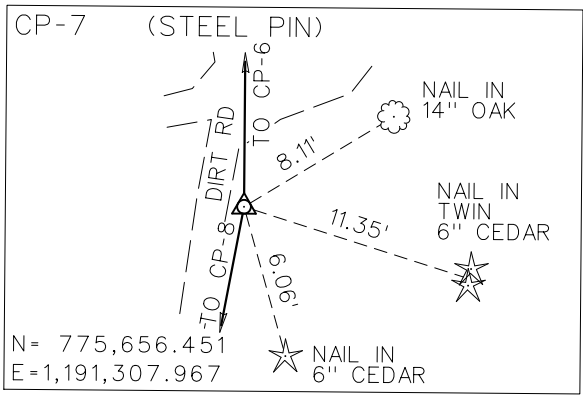 CP-7 (STEEL PIN)
TO CP-6
NAIL IN
14" OAK
DIRT RD
8.11'
NAIL IN
TWIN
6" CEDAR
11.35'
TO CP-8
9.06'
N= 775,656.451
E=1,191,307.967
NAIL IN
6" CEDAR